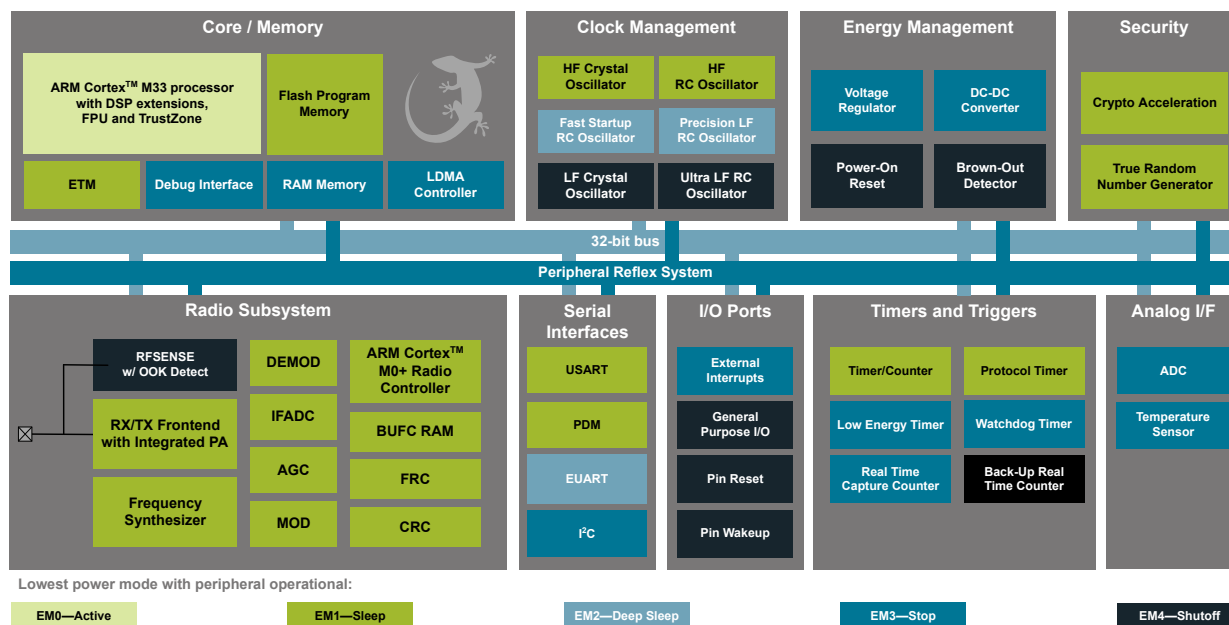 Core / Memory
ARM Cortex™ M33 processor
with DSP extensions,
FPU and TrustZone
Flash Program
Memory
ETM
Debug Interface
RAM Memory
LDMA
Controller
Clock Management
HF Crystal
Oscillator
HF
RC Oscillator
Fast Startup
RC Oscillator
Precision LF
RC Oscillator
LF Crystal
Oscillator
Ultra LF RC
Oscillator
Energy Management
Voltage
Regulator
DC-DC
Converter
Power-On
Reset
Brown-Out
Detector
Security
Crypto Acceleration
True Random
Number Generator
32-bit bus
Peripheral Reflex System
Radio Subsystem
RFSENSE
w/ OOK Detect
RX/TX Frontend
with Integrated PA
Frequency
Synthesizer
DEMOD
IFADC
AGC
MOD
ARM Cortex™
M0+ Radio
Controller
BUFC RAM
FRC
CRC
Serial
Interfaces
USART
PDM
EUART
I²C
I/O Ports
External
Interrupts
General
Purpose I/O
Pin Reset
Pin Wakeup
Timers and Triggers
Timer/Counter
Protocol Timer
Low Energy Timer
Watchdog Timer
Real Time
Capture Counter
Back-Up Real
Time Counter
Analog I/F
ADC
Temperature
Sensor
Lowest power mode with peripheral operational:
EM0—Active
EM1—Sleep
EM2—Deep Sleep
EM3—Stop
EM4—Shutoff